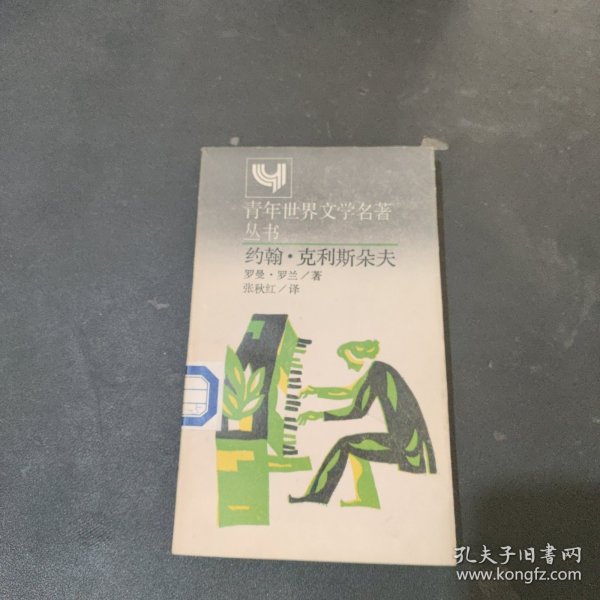 青年世界文学名著
丛书
约翰·克利斯朵夫
罗曼·罗兰/著
张秋红/译
孔夫子旧书网
www.kongfz.com